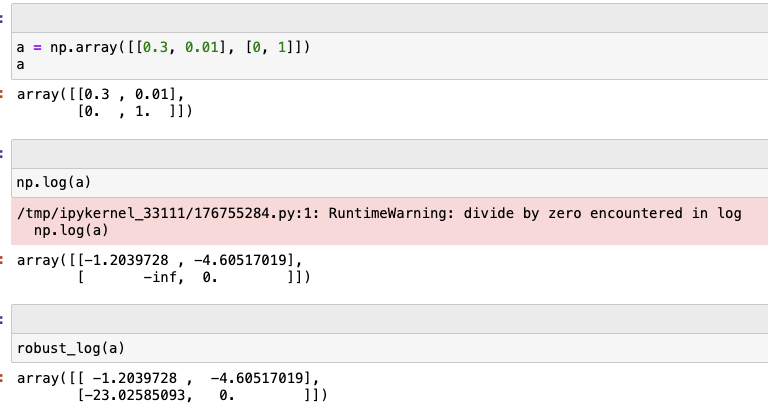 a = np.array([[0.3, 0.01], [0, 1]])
a
array([[0.3 , 0.01],
       [0.  , 1.  ]])
np.log(a)
/tmp/ipykernel_33111/176755284.py:1: RuntimeWarning: divide by zero encountered in log
  np.log(a)
array([[-1.2039728 , -4.60517019],
       [       -inf,  0.        ]])
robust_log(a)
array([[ -1.2039728 ,  -4.60517019],
       [-23.02585093,   0.        ]])